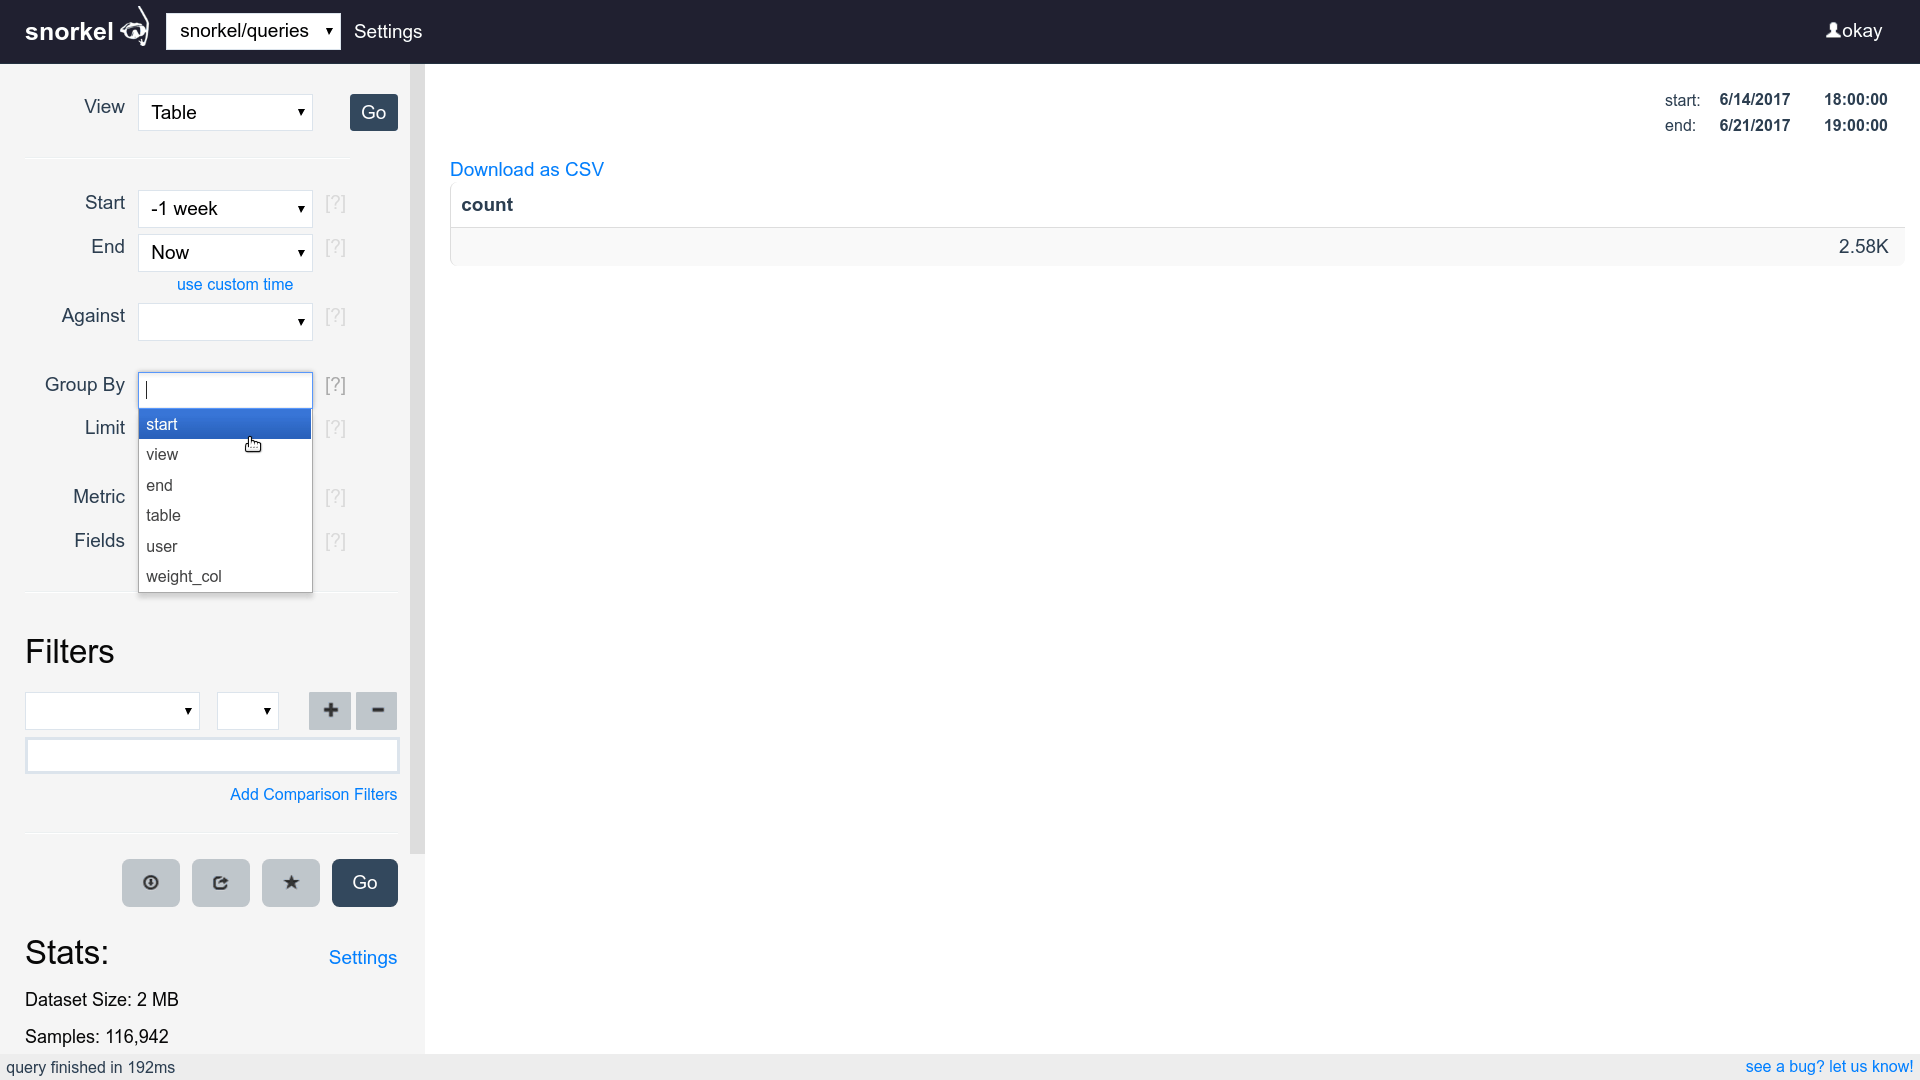 snorkel snorkel/queries Settings okay
View Table Go
Start -1 week [?]
End Now [?]
use custom time
Against [?]
Group By [?]
Limit [?]
Metric [?]
Fields [?]
start
view
end
table
user
weight_col
Filters
Add Comparison Filters
Go
Stats: Settings
Dataset Size: 2 MB
Samples: 116,942
start: 6/14/2017 18:00:00
end: 6/21/2017 19:00:00
Download as CSV
count
2.58K
query finished in 192ms
see a bug? let us know!